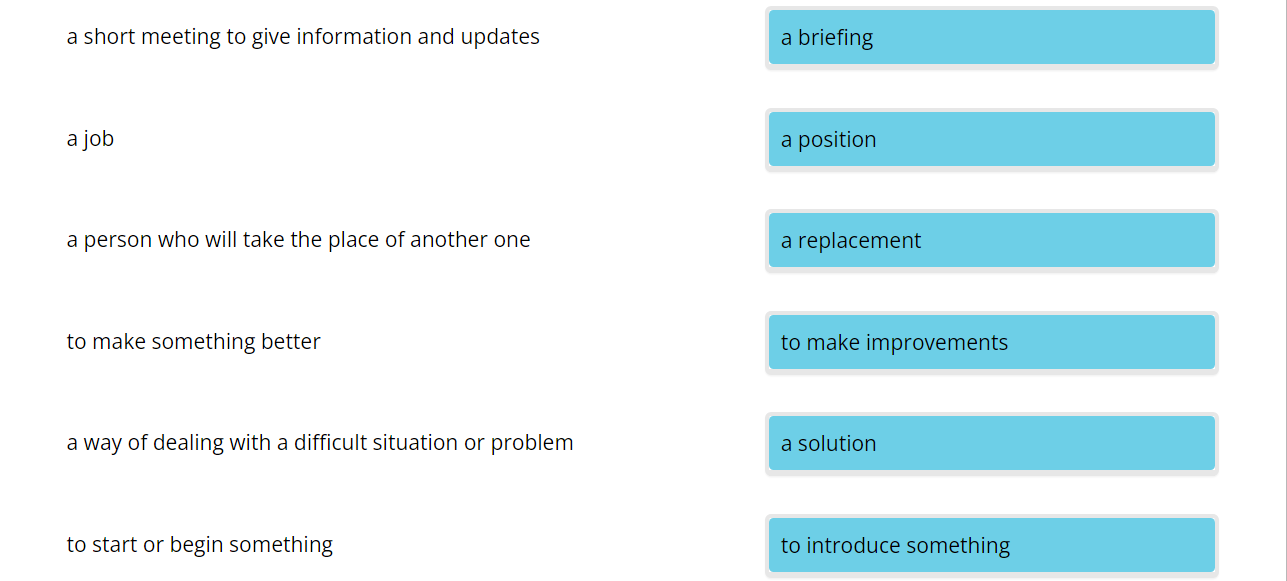 a short meeting to give information and updates
a briefing
a job
a position
a person who will take the place of another one
a replacement
to make something better
to make improvements
a way of dealing with a difficult situation or problem
a solution
to start or begin something
to introduce something